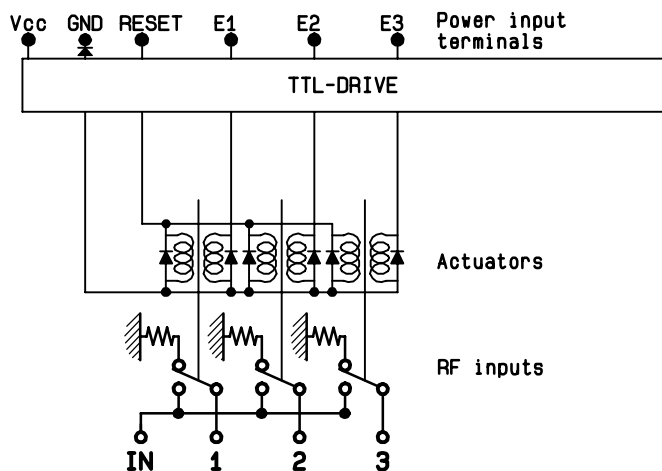 Vcc GND RESET E1 E2 E3 Power input
terminals
TTL-DRIVE
Actuators
RF inputs
IN 1 2 3